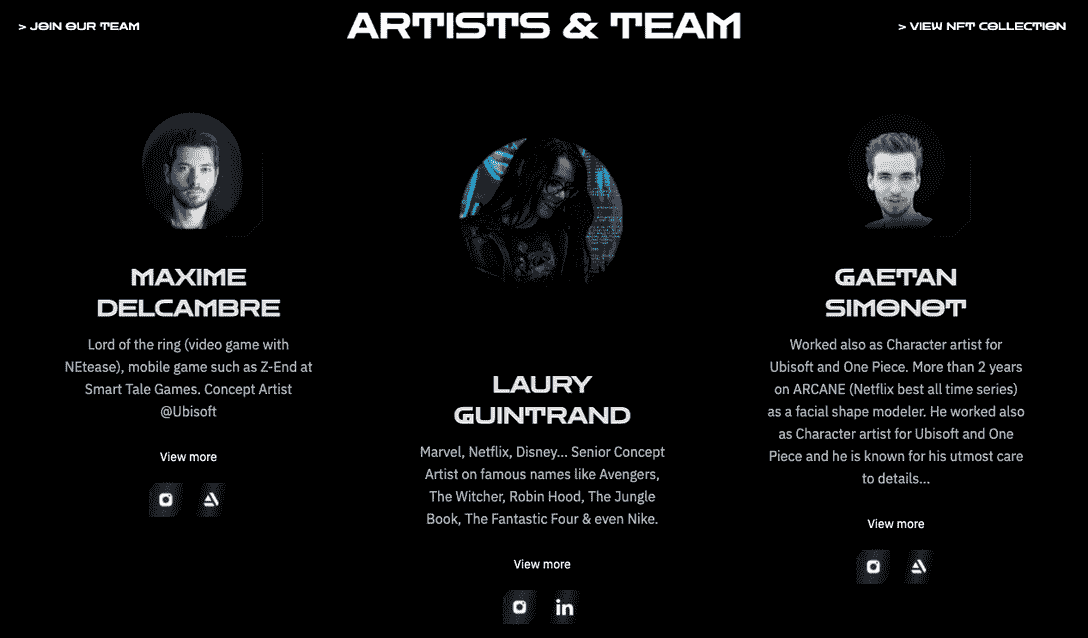 > JOIN OUR TEAM
ARTISTS & TEAM
> VIEW NFT COLLECTION
MAXIME
DELCAMBRE
Lord of the ring (video game with
NEtease), mobile game such as Z-End at
Smart Tale Games. Concept Artist
@Ubisoft
View more
LAURY
GUINTRAND
Marvel, Netflix, Disney... Senior Concept
Artist on famous names like Avengers,
The Witcher, Robin Hood, The Jungle
Book, The Fantastic Four & even Nike.
View more
in
GAETAN
SIMONOT
Worked also as Character artist for
Ubisoft and One Piece. More than 2 years
on ARCANE (Netflix best all time series)
as a facial shape modeler. He worked also
as Character artist for Ubisoft and One
Piece and he is known for his utmost care
to details...
View more